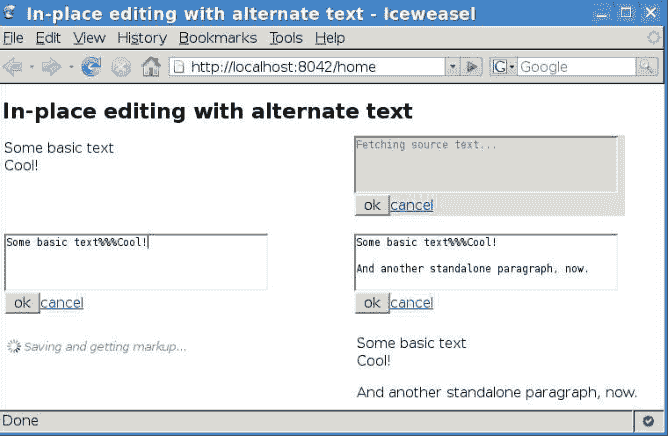 In-place editing with alternate text - Iceweasel
File Edit View History Bookmarks Tools Help
http://localhost:8042/home
G Google
In-place editing with alternate text
Some basic text
Cool!
Fetching source text...
ok cancel
Some basic text%%%Cool!
ok cancel
Some basic text%%%Cool!
And another standalone paragraph, now.
ok cancel
Saving and getting markup...
Some basic text
Cool!
And another standalone paragraph, now.
Done